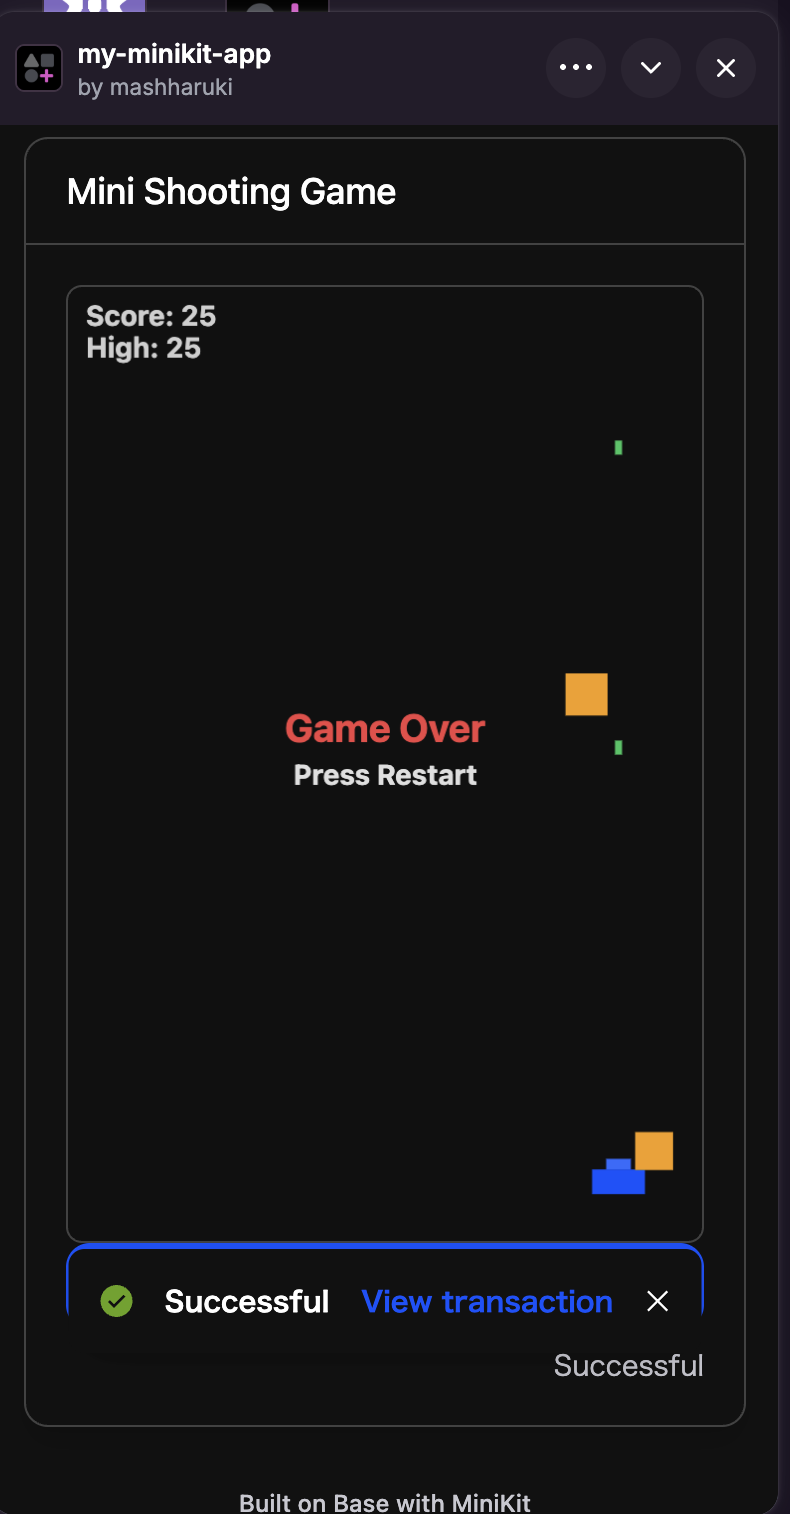 my-minikit-app
by mashharuki
Mini Shooting Game
Score: 25
High: 25
Game Over
Press Restart
Successful View transaction
Successful
Built on Base with MiniKit